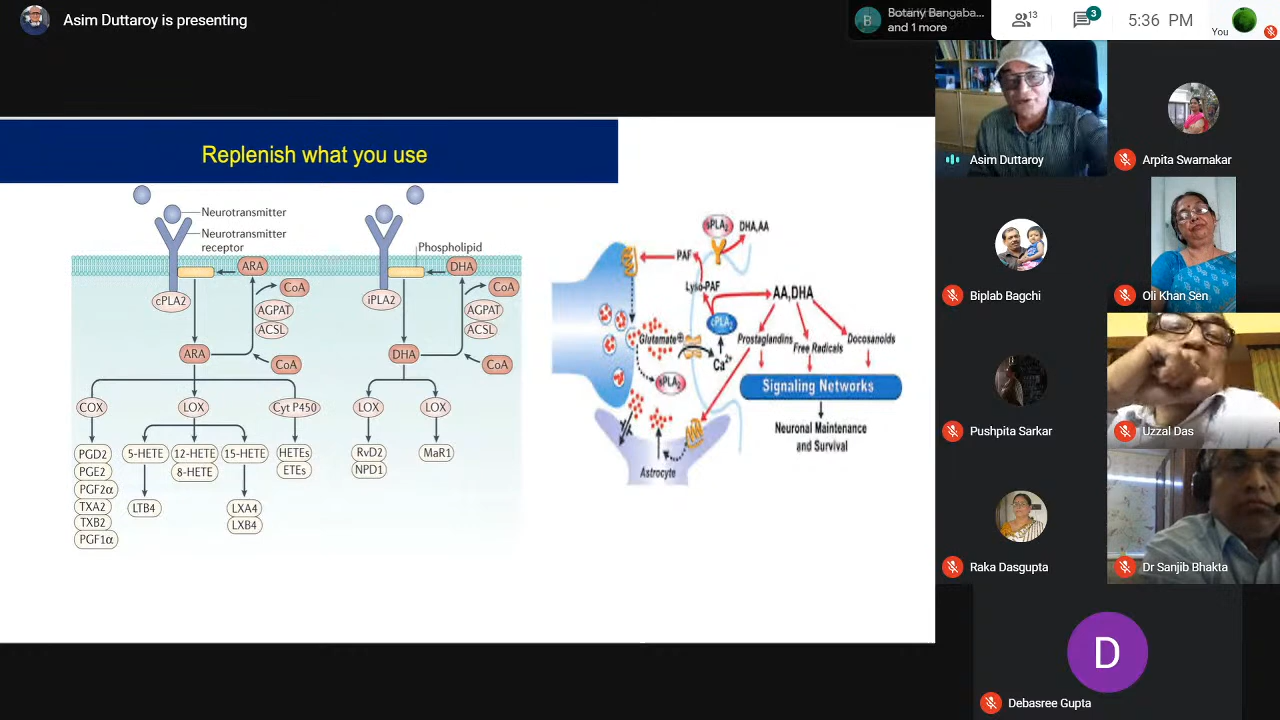 Asim Duttaroy is presenting
B
Botany Bangaba...
and 1 more
13
3
5:36 PM
You
Replenish what you use
Neurotransmitter
Neurotransmitter
receptor
ARA
CoA
cPLA2
AGPAT
ACSL
ARA
CoA
COX
LOX
Cyt P450
PGD2
PGE2
PGF2α
TXA2
TXB2
PGF1α
5-HETE
12-HETE
8-HETE
15-HETE
HETEs
ETEs
LTB4
LXA4
LXB4
Phospholipid
DHA
CoA
iPLA2
AGPAT
ACSL
DHA
CoA
LOX
LOX
RvD2
NPD1
MaR1
sPLA₂
DHA,AA
PAF
Lyso-PAF
AA,DHA
cPLA₂
Glutamate
Ca²⁺
Prostaglandins
Free Radicals
Docosanoids
sPLA₂
Signaling Networks
Neuronal Maintenance
and Survival
Astrocyte
Asim Duttaroy
Arpita Swarnakar
Biplab Bagchi
Oli Khan Sen
Pushpita Sarkar
Uzzal Das
Raka Dasgupta
Dr Sanjib Bhakta
D
Debasree Gupta